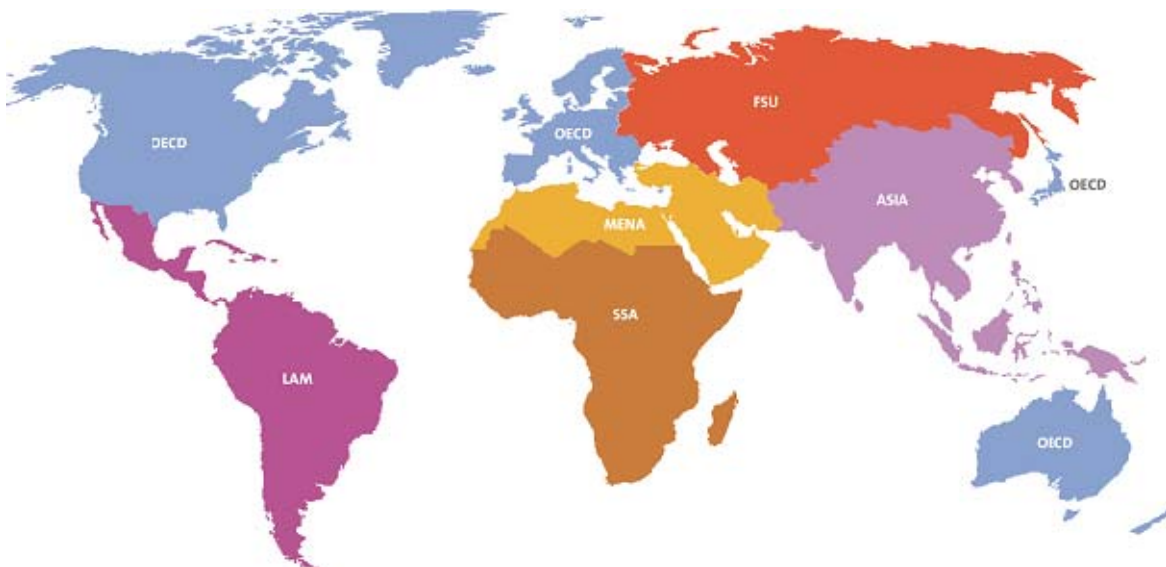 OECD
OECD
FSU
OECD
ASIA
MENA
SSA
LAM
OECD